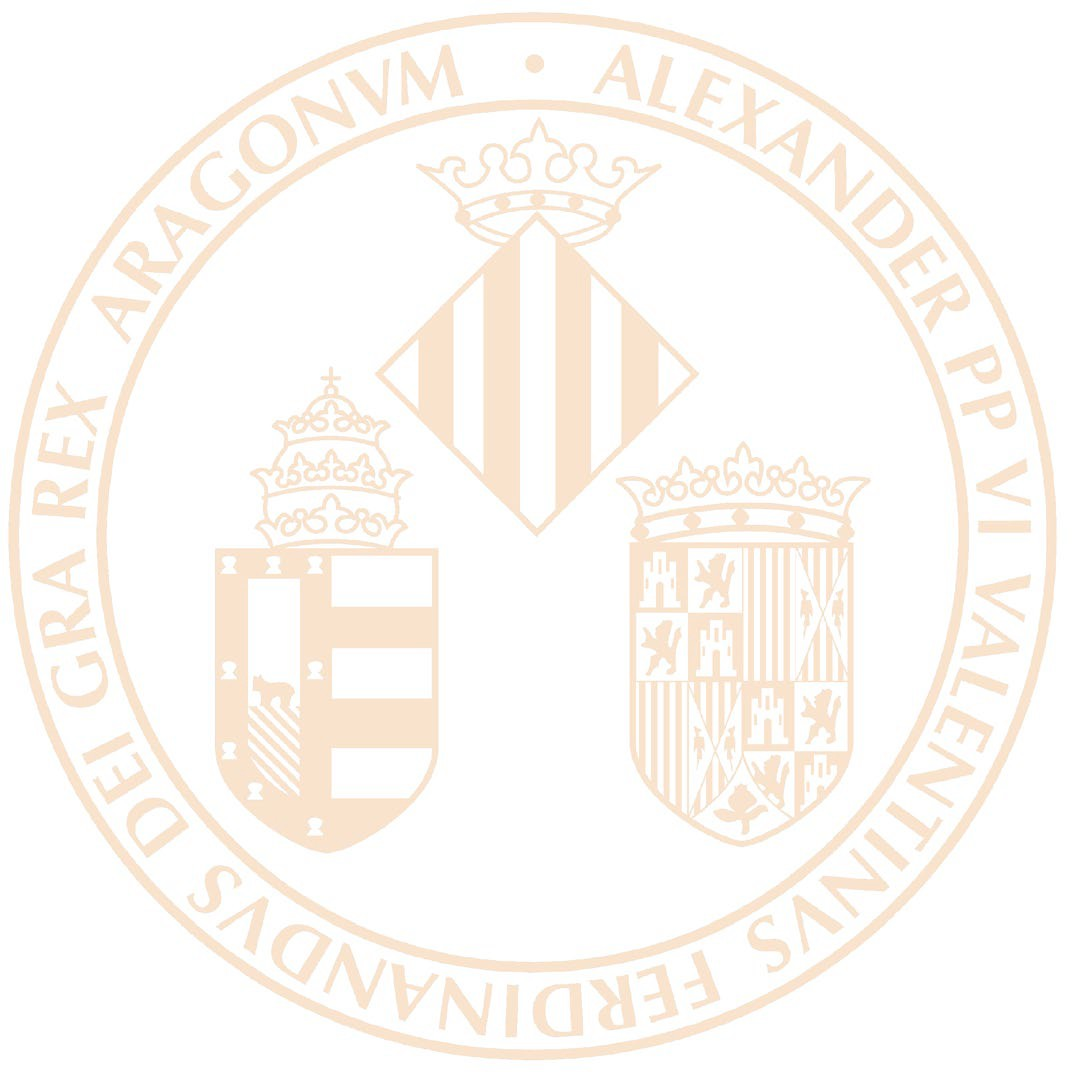 ALEXANDER PP VI VALENTINVS FERDINANDVS DEI GRA REX ARAGONVM